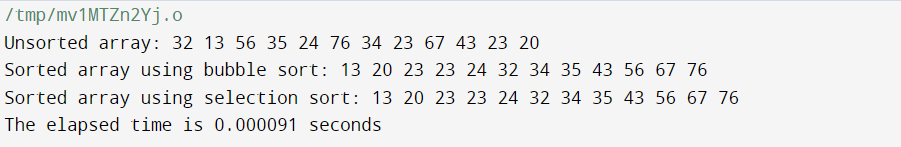 /tmp/mv1MTZn2Yj.o
Unsorted array: 32 13 56 35 24 76 34 23 67 43 23 20
Sorted array using bubble sort: 13 20 23 23 24 32 34 35 43 56 67 76
Sorted array using selection sort: 13 20 23 23 24 32 34 35 43 56 67 76
The elapsed time is 0.000091 seconds